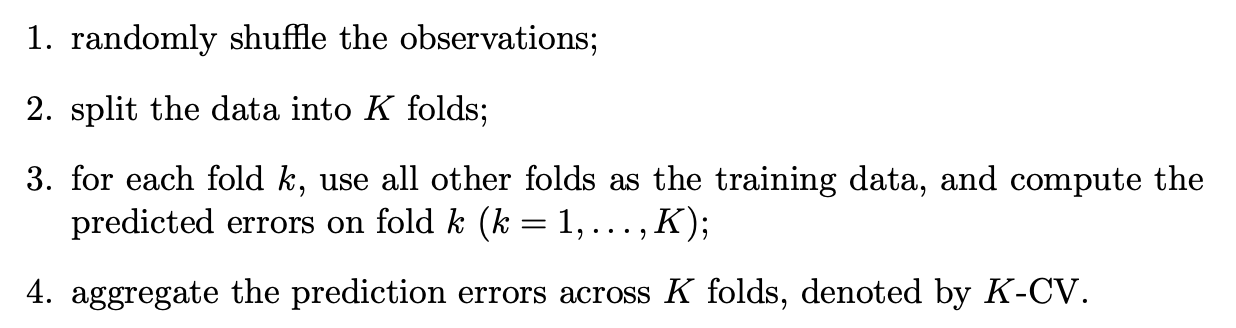 1. randomly shuffle the observations;
2. split the data into K folds;
3. for each fold k, use all other folds as the training data, and compute the
predicted errors on fold k (k = 1, . . . , K);
4. aggregate the prediction errors across K folds, denoted by K-CV.